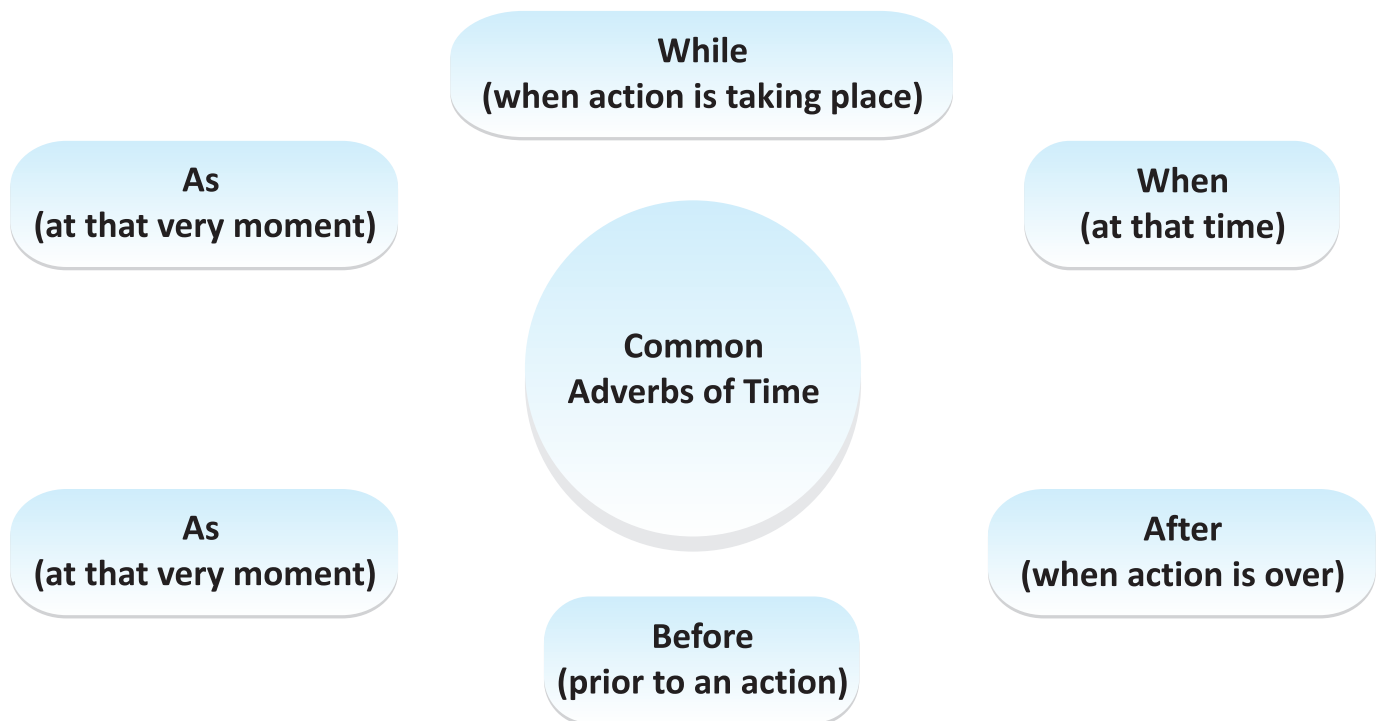 While
(when action is taking place)
As
(at that very moment)
When
(at that time)
Common
Adverbs of Time
As
(at that very moment)
After
(when action is over)
Before
(prior to an action)